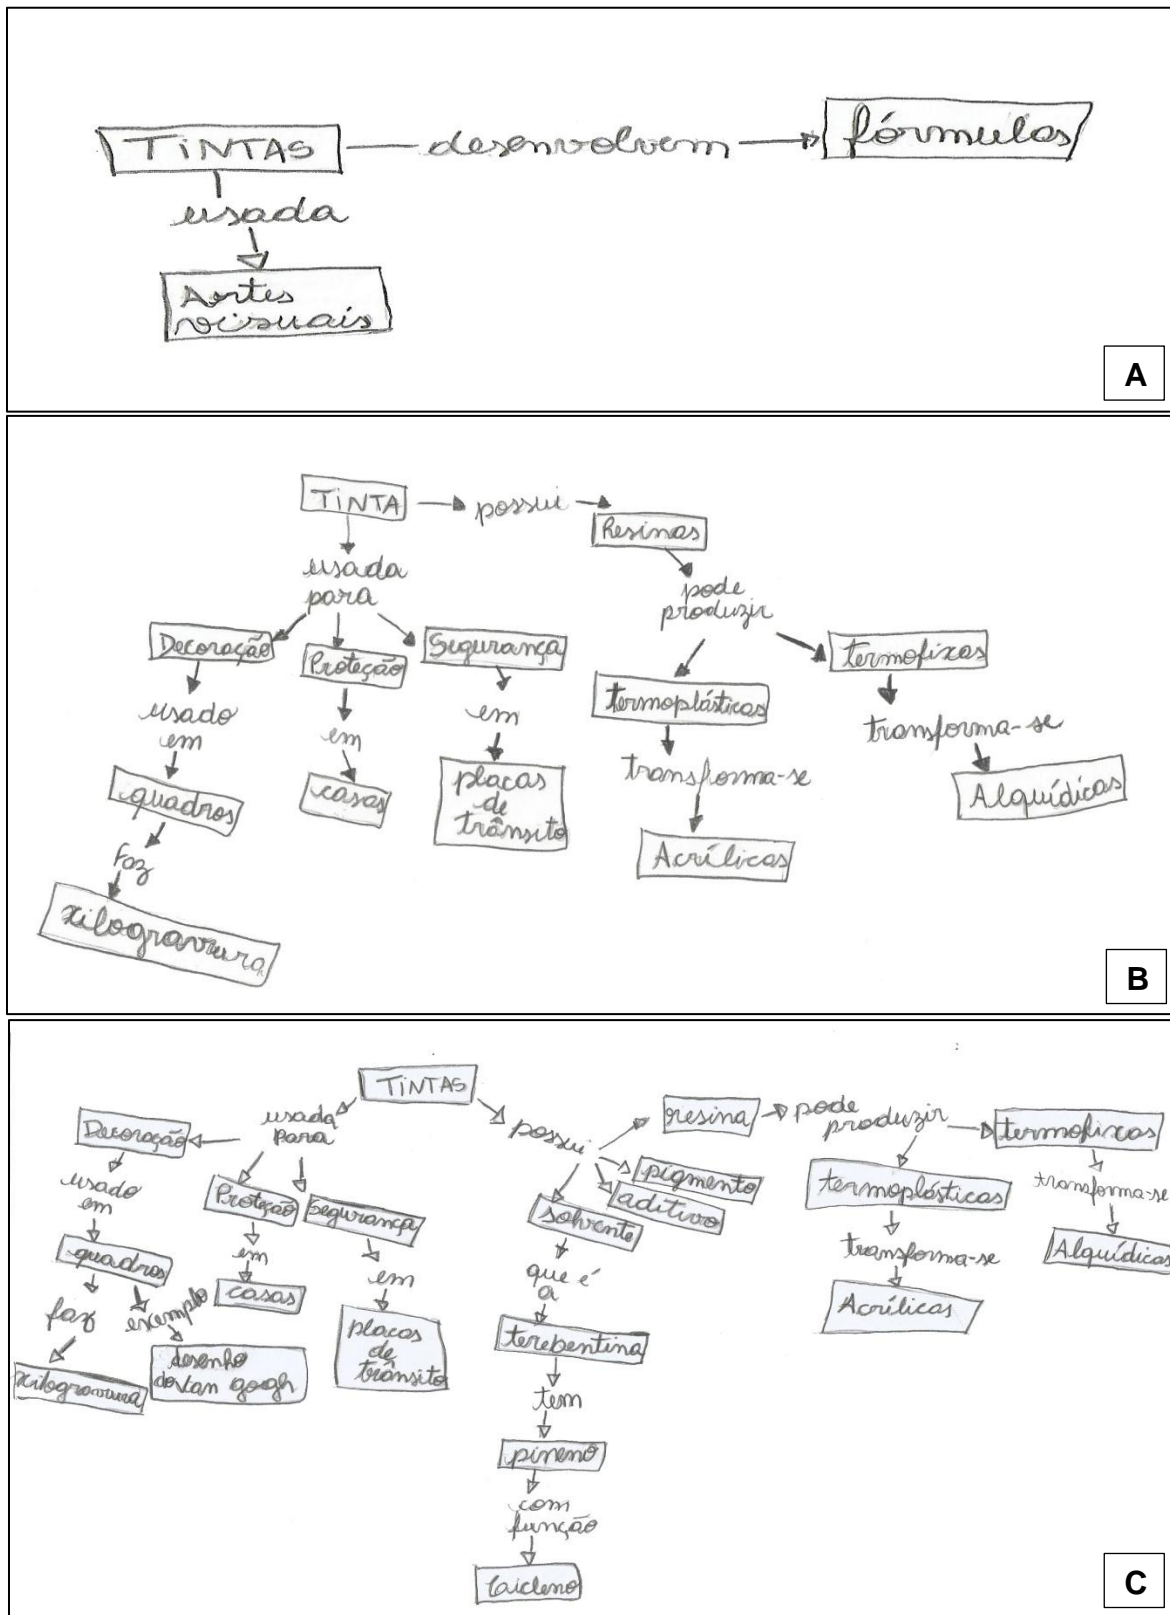 TINTAS desenvolvem fórmulas
usada
Artes
visuais
A
TINTA possui
Resinas
usada
para
pode
produzir
Decoração
Proteção
Segurança
termofixas
termoplásticas
usado
em
em
em
transforma-se
transforma-se
quadros
casas
placas
de
trânsito
Alquídicas
Acrílicas
faz
xilogravura
B
TINTAS
usada
para
Decoração
possui
resina
pode
produzir
termofixas
usado
em
Proteção
segurança
solvente
aditivo
pigmento
termoplásticas
transforma-se
quadros
em
casas
em
que é
a
transforma-se
Alquídicas
faz
exemplo
placas
de
trânsito
terebentina
Acrílicas
xilogravura
desenho
do Van gogh
tem
pineno
com
função
C